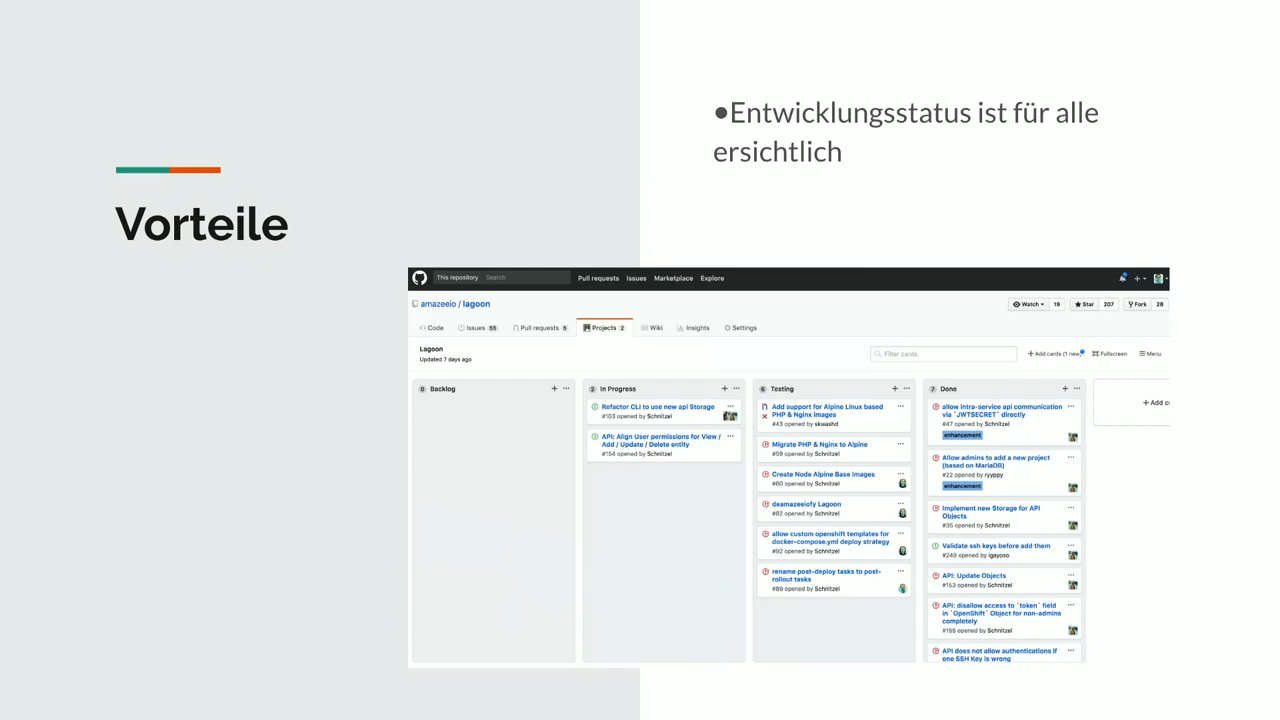 •Entwicklungsstatus ist für alle
ersichtlich
Vorteile
This repository Search
Pull requests Issues Marketplace Explore
amazeeio / lagoon
Watch 19
Star 207
Fork 28
Code
Issues 55
Pull requests 5
Projects 2
Wiki
Insights
Settings
Lagoon
Updated 7 days ago
Filter cards
+ Add cards (1 new)
Fullscreen
Menu
0 Backlog
2 In Progress
Refactor CLI to use new api Storage
#103 opened by Schnitzel
API: Align User permissions for View /
Add / Update / Delete entity
#154 opened by Schnitzel
6 Testing
Add support for Alpine Linux based
PHP & Nginx images
#43 opened by skwashd
Migrate PHP & Nginx to Alpine
#59 opened by Schnitzel
Create Node Alpine Base Images
#60 opened by Schnitzel
deamazeeiofy Lagoon
#82 opened by Schnitzel
allow custom openshift templates for
docker-compose.yml deploy strategy
#92 opened by Schnitzel
rename post-deploy tasks to post-
rollout tasks
#89 opened by Schnitzel
7 Done
allow intra-service api communication
via `JWTSECRET` directly
#47 opened by Schnitzel
enhancement
Allow admins to add a new project
(based on MariaDB)
#22 opened by ryyppy
enhancement
Implement new Storage for API
Objects
#35 opened by Schnitzel
Validate ssh keys before add them
#249 opened by igayoso
API: Update Objects
#153 opened by Schnitzel
API: disallow access to `token` field
in `OpenShift` Object for non-admins
completely
#155 opened by Schnitzel
API does not allow authentications if
one SSH Key is wrong
+ Add